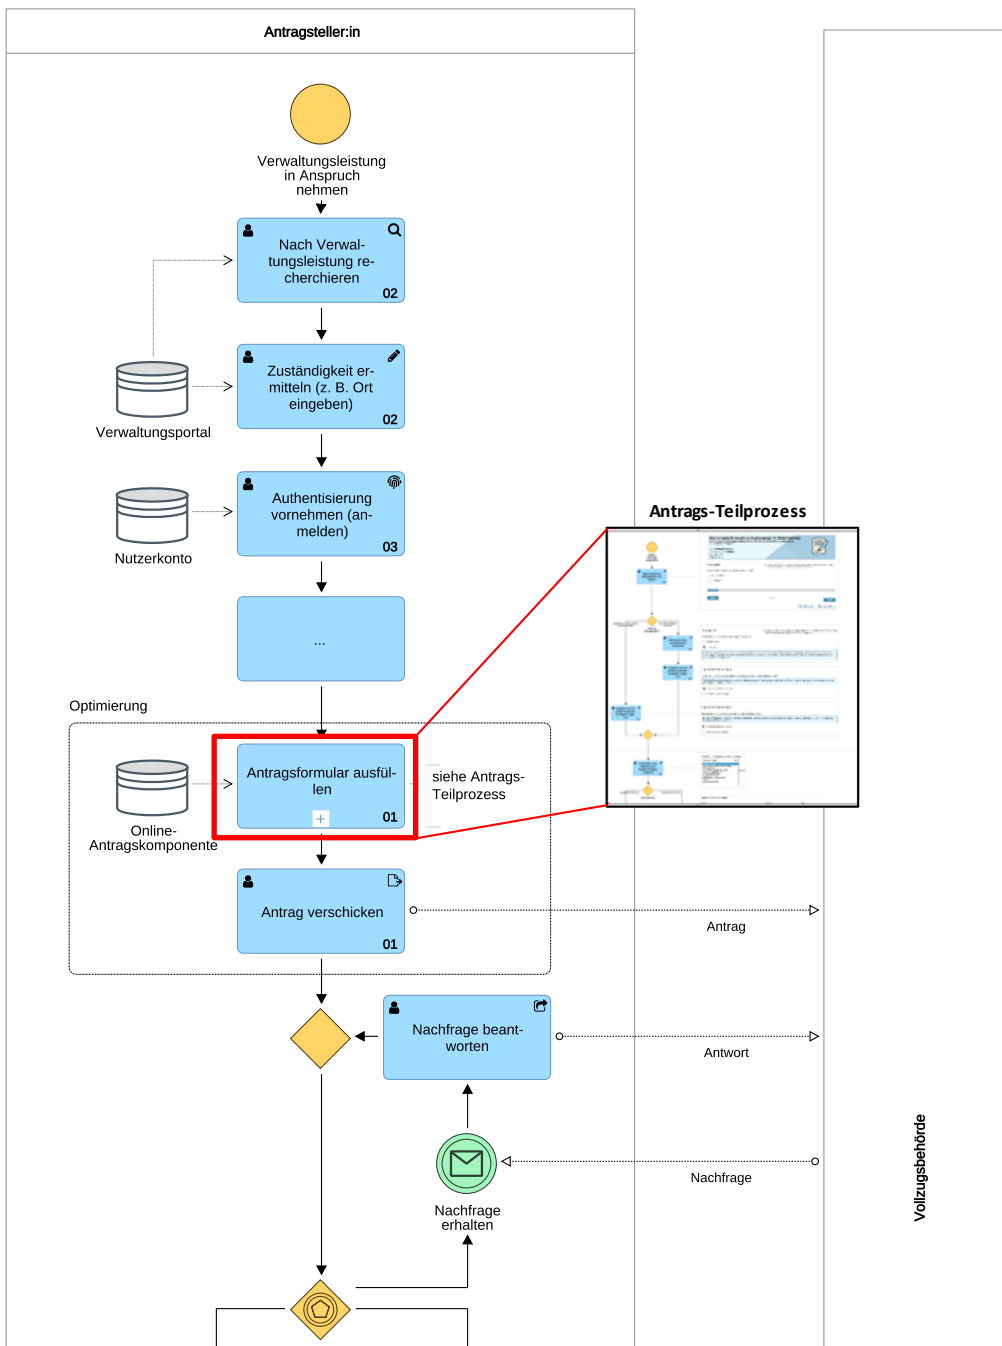 Antragsteller:in
Verwaltungsleistung
in Anspruch
nehmen
Nach Verwal-
tungsleistung re-
cherchieren
02
Zuständigkeit er-
mitteln (z. B. Ort
eingeben)
02
Verwaltungsportal
Authentisierung
vornehmen (an-
melden)
03
Nutzerkonto
Antrags-Teilprozess
...
Optimierung
Antragsformular ausfül-
len
01
siehe Antrags-
Teilprozess
Online-
Antragskomponente
Antrag verschicken
01
Antrag
Nachfrage beant-
worten
Antwort
Nachfrage
erhalten
Nachfrage
Vollzugsbehörde